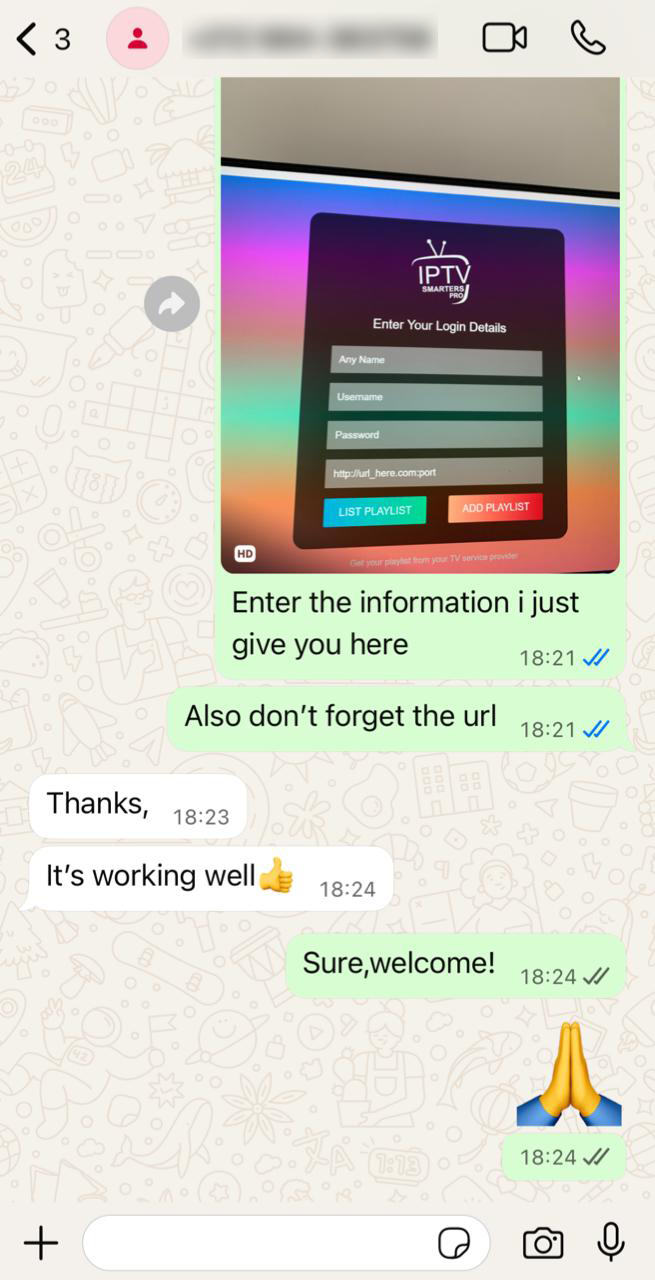 3
IPTV
SMARTERS
PRO
Enter Your Login Details
Any Name
Username
Password
http://url_here.com:port
LIST PLAYLIST
ADD PLAYLIST
Get your playlist from your TV service provider
HD
Enter the information i just
give you here
18:21
Also don’t forget the url
18:21
Thanks,
18:23
It’s working well👍
18:24
Sure,welcome!
18:24
🙏
18:24